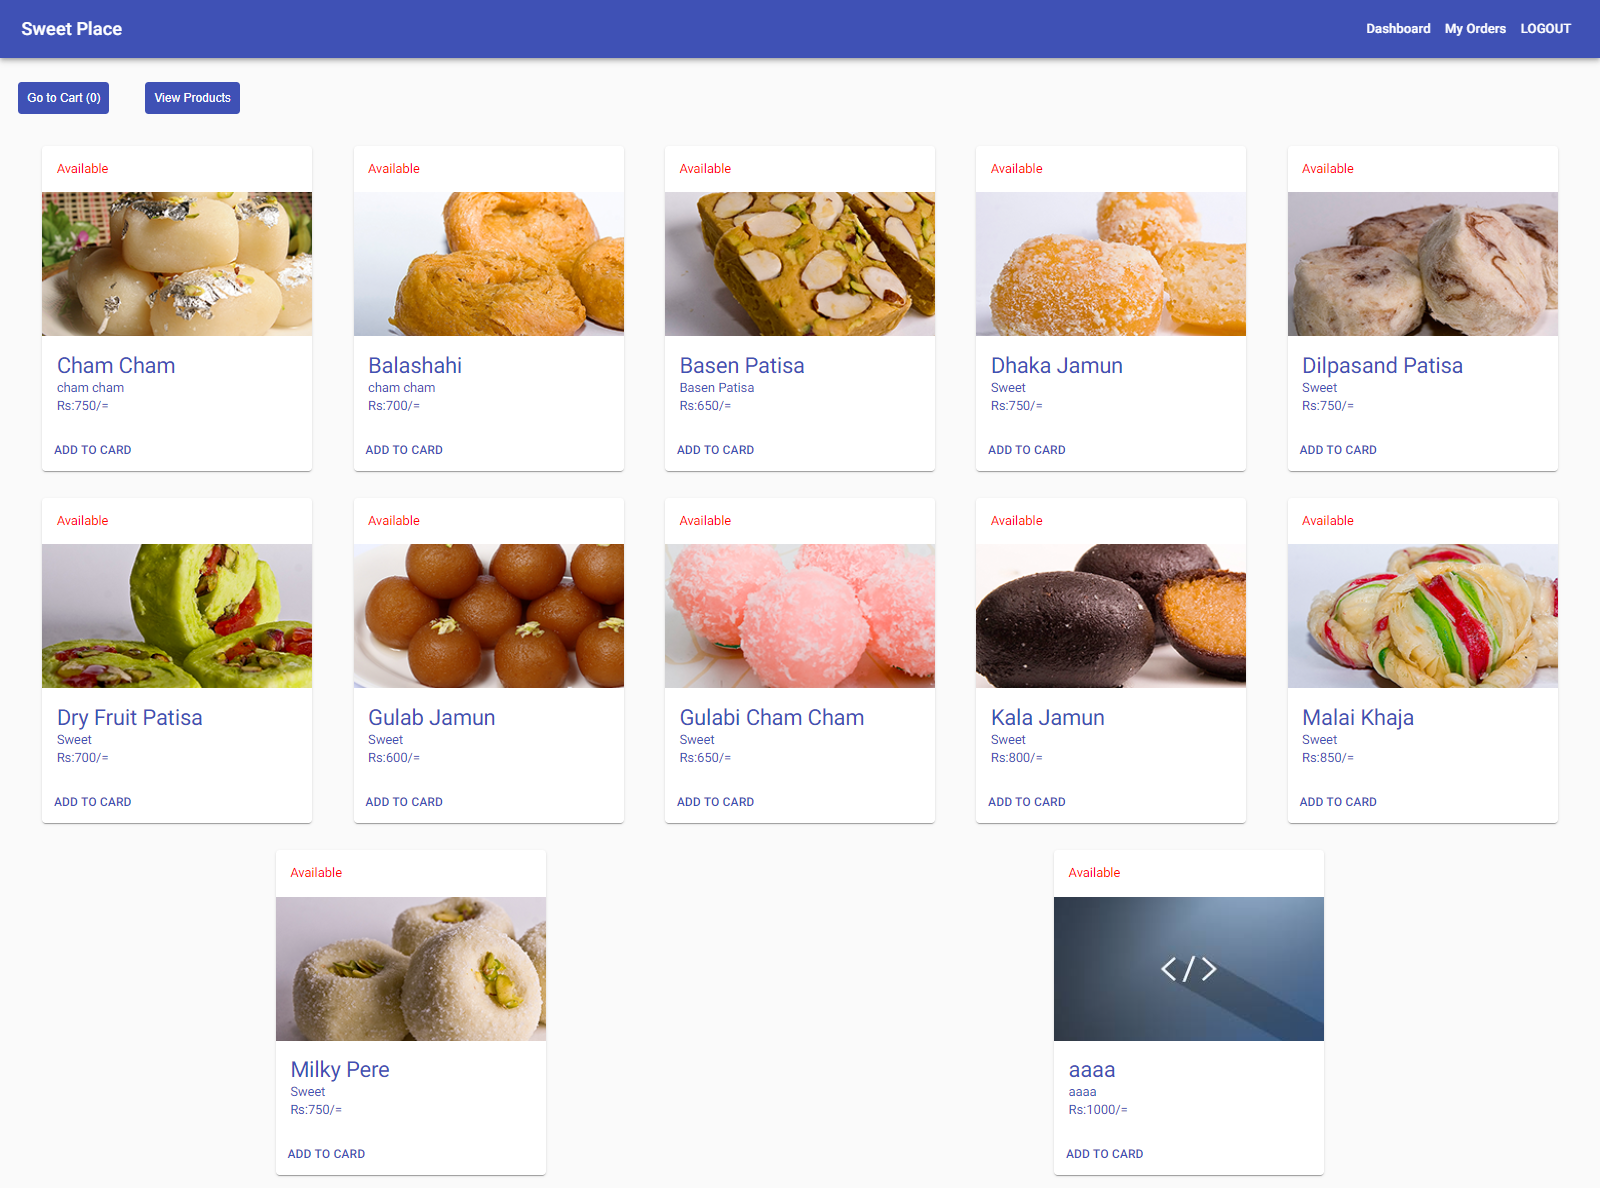 Sweet Place
Dashboard My Orders LOGOUT
Go to Cart (0) View Products
Available
Cham Cham
cham cham
Rs:750/=
ADD TO CARD
Available
Balashahi
cham cham
Rs:700/=
ADD TO CARD
Available
Basen Patisa
Basen Patisa
Rs:650/=
ADD TO CARD
Available
Dhaka Jamun
Sweet
Rs:750/=
ADD TO CARD
Available
Dilpasand Patisa
Sweet
Rs:750/=
ADD TO CARD
Available
Dry Fruit Patisa
Sweet
Rs:700/=
ADD TO CARD
Available
Gulab Jamun
Sweet
Rs:600/=
ADD TO CARD
Available
Gulabi Cham Cham
Sweet
Rs:650/=
ADD TO CARD
Available
Kala Jamun
Sweet
Rs:800/=
ADD TO CARD
Available
Malai Khaja
Sweet
Rs:850/=
ADD TO CARD
Available
Milky Pere
Sweet
Rs:750/=
ADD TO CARD
Available
</>
aaaa
aaaa
Rs:1000/=
ADD TO CARD